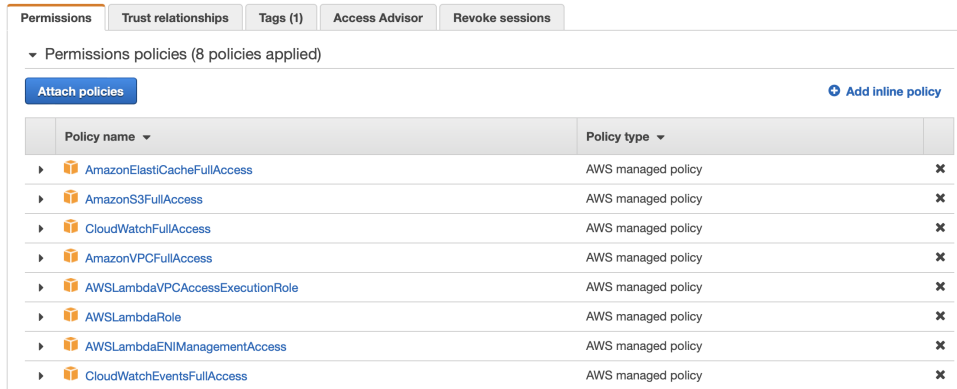 Permissions Trust relationships Tags (1) Access Advisor Revoke sessions
Permissions policies (8 policies applied)
Attach policies Add inline policy
Policy name Policy type
AmazonElastiCacheFullAccess AWS managed policy
AmazonS3FullAccess AWS managed policy
CloudWatchFullAccess AWS managed policy
AmazonVPCFullAccess AWS managed policy
AWSLambdaVPCAccessExecutionRole AWS managed policy
AWSLambdaRole AWS managed policy
AWSLambdaENIManagementAccess AWS managed policy
CloudWatchEventsFullAccess AWS managed policy